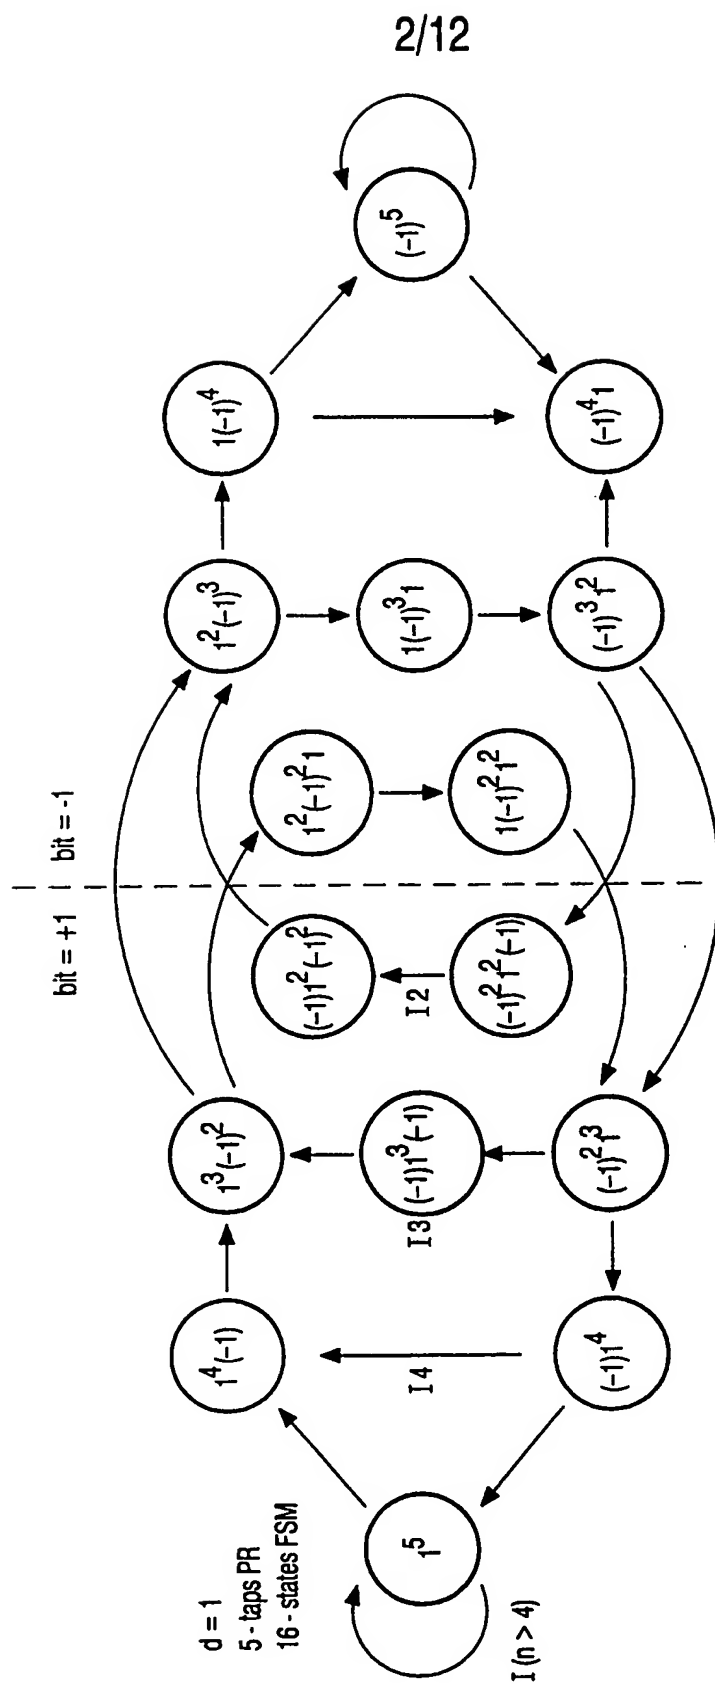 2/12
d = 1
5 - taps PR
16 - states FSM
bit = +1
bit = -1
1^4(-1)
1^3(-1)^2
1^2(-1)^3
1(-1)^4
(-1)1^2(-1)^2
1^2(-1)^2 1
1^5
I3
(-1)1^3(-1)
1(-1)^3 1
(-1)^5
I4
I2
(-1)^2 1^2(-1)
1(-1)^2 1^2
I(n > 4)
(-1)1^4
(-1)^2 1^3
(-1)^3 1^2
(-1)^4 1